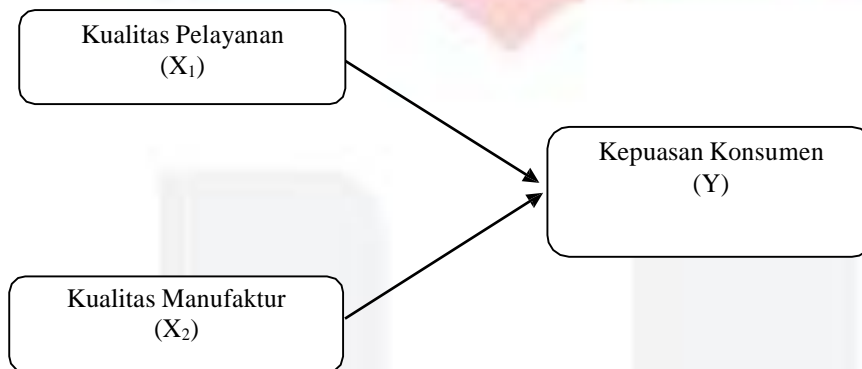 Kualitas Pelayanan
(X₁)
Kepuasan Konsumen
(Y)
Kualitas Manufaktur
(X₂)